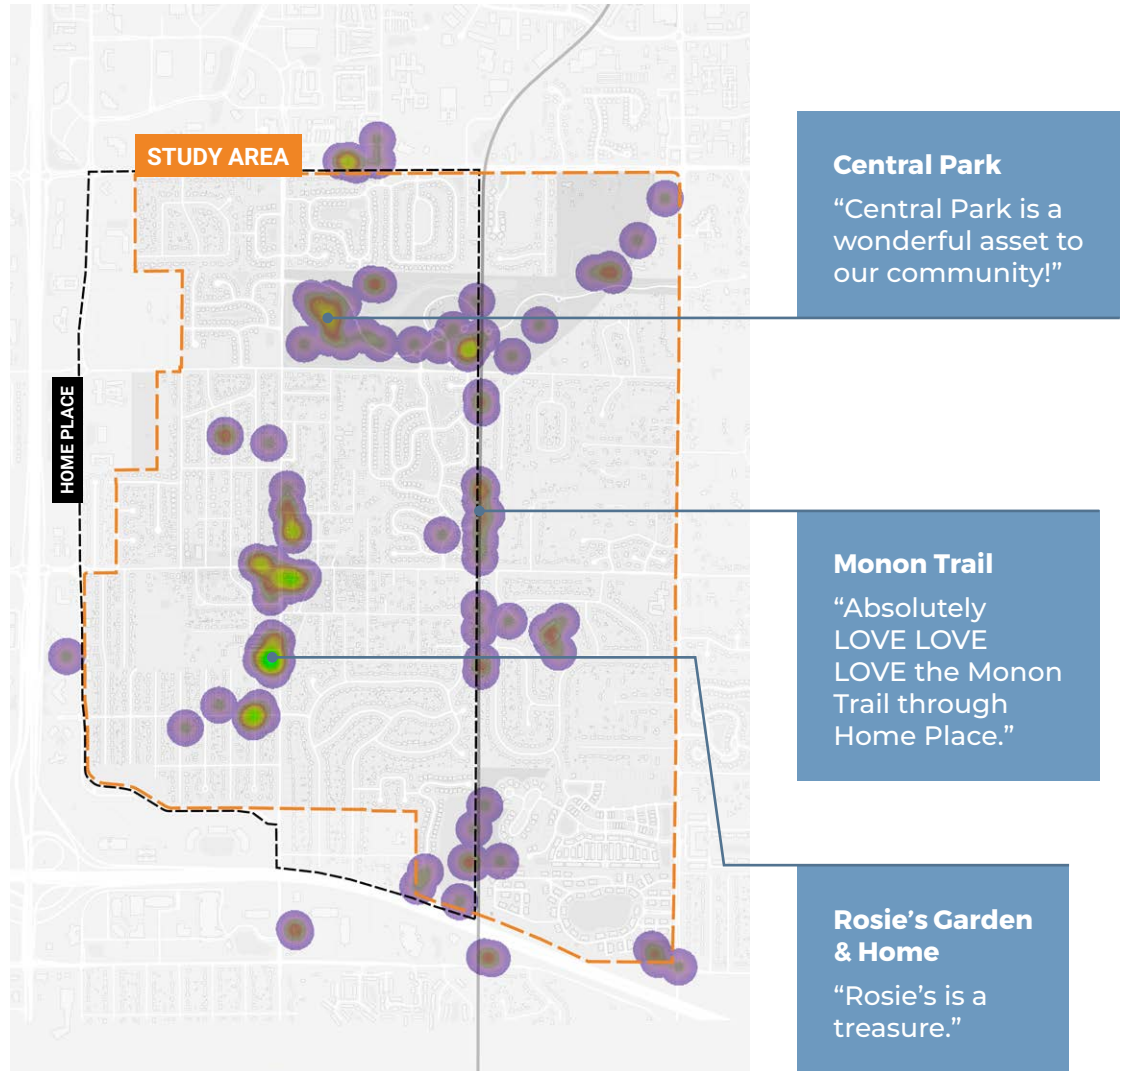 STUDY AREA
HOME PLACE
Central Park
“Central Park is a
wonderful asset to
our community!”
Monon Trail
“Absolutely
LOVE LOVE
LOVE the Monon
Trail through
Home Place.”
Rosie’s Garden
& Home
“Rosie’s is a
treasure.”